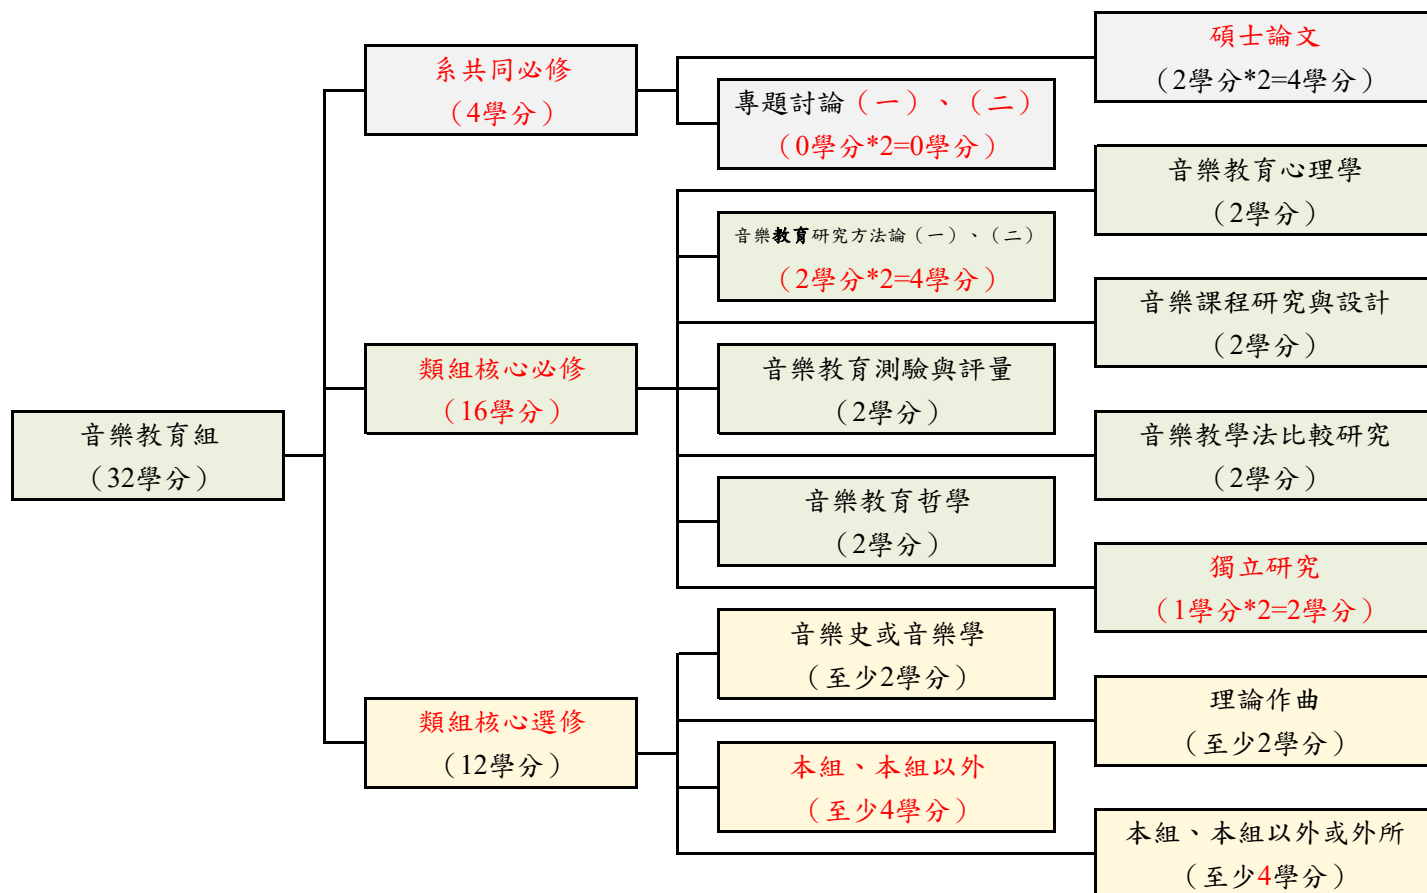 音樂教育組
（32學分）
系共同必修
（4學分）
碩士論文
（2學分*2=4學分）
專題討論（一）、（二）
（0學分*2=0學分）
類組核心必修
（16學分）
音樂教育心理學
（2學分）
音樂教育研究方法論（一）、（二）
（2學分*2=4學分）
音樂課程研究與設計
（2學分）
音樂教育測驗與評量
（2學分）
音樂教學法比較研究
（2學分）
音樂教育哲學
（2學分）
獨立研究
（1學分*2=2學分）
類組核心選修
（12學分）
音樂史或音樂學
（至少2學分）
理論作曲
（至少2學分）
本組、本組以外
（至少4學分）
本組、本組以外或外所
（至少4學分）